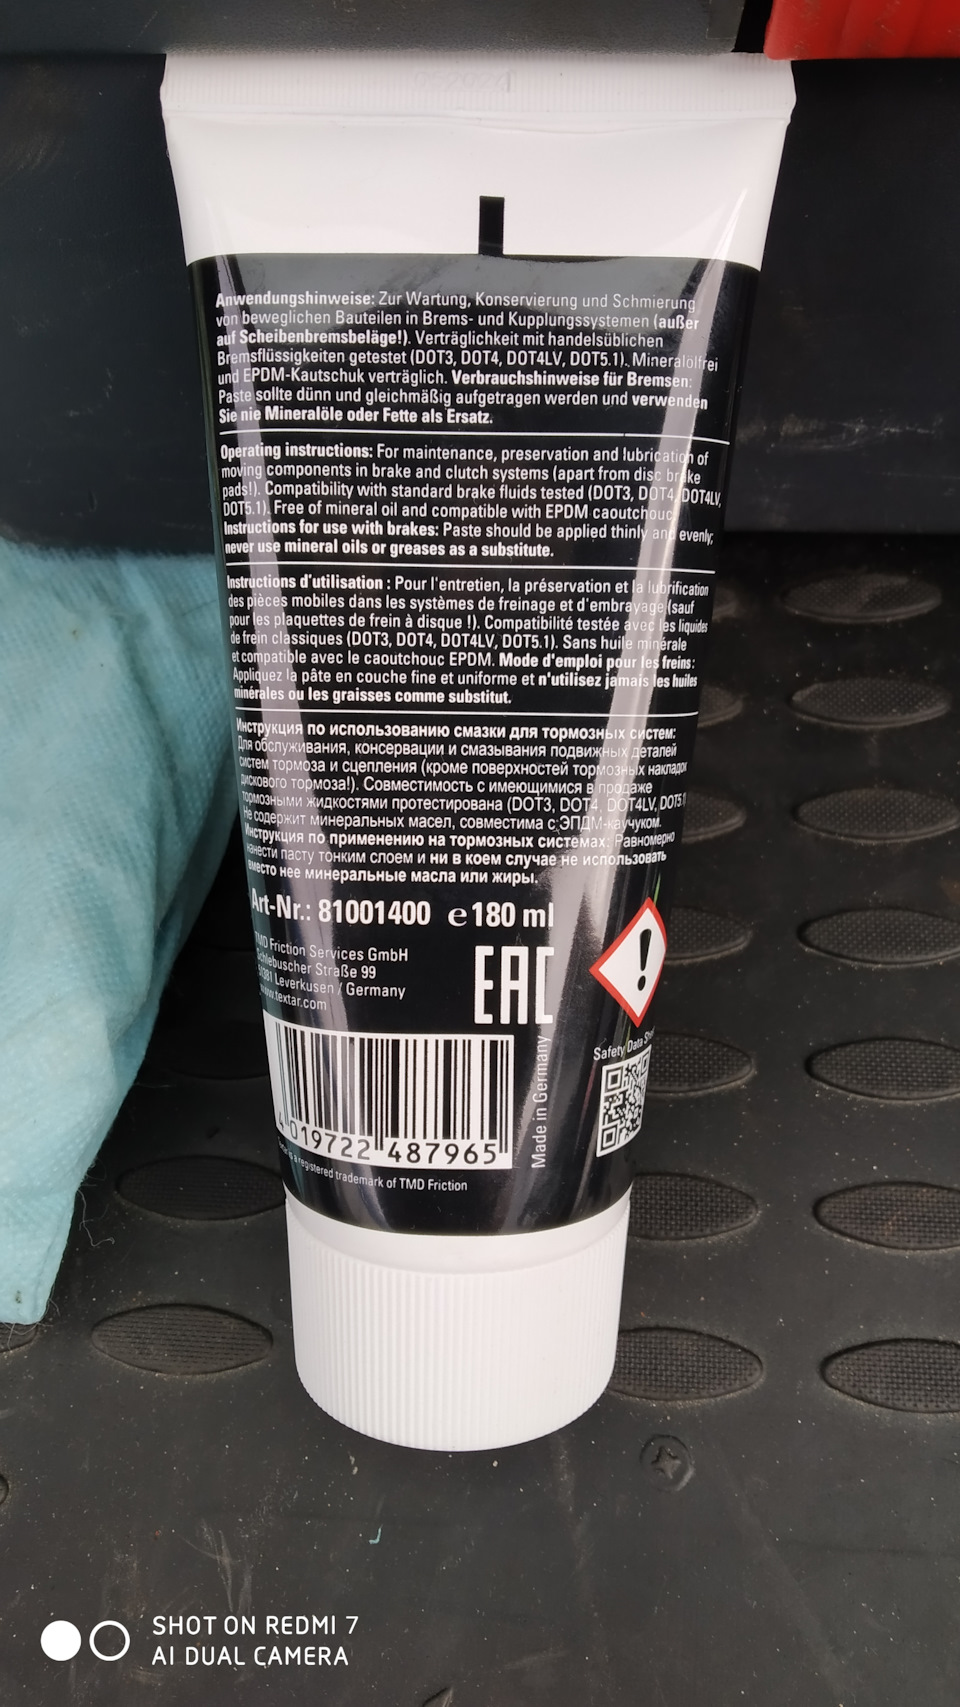 Anwendungshinweise: Zur Wartung, Konservierung und Schmierung
von beweglichen Bauteilen in Brems- und Kupplungssystemen (außer
auf Scheibenbremsbeläge!). Verträglichkeit mit handelsüblichen
Bremsflüssigkeiten getestet (DOT3, DOT4, DOT4LV, DOT5.1). Mineralölfrei
und EPDM-Kautschuk verträglich. Verbrauchshinweise für Bremsen:
Paste sollte dünn und gleichmäßig aufgetragen werden und verwenden
Sie nie Mineralöle oder Fette als Ersatz.
Operating instructions: For maintenance, preservation and lubrication of
moving components in brake and clutch systems (apart from disc brake
pads!). Compatibility with standard brake fluids tested (DOT3, DOT4, DOT4LV,
DOT5.1). Free of mineral oil and compatible with EPDM caoutchouc.
Instructions for use with brakes: Paste should be applied thinly and evenly;
never use mineral oils or greases as a substitute.
Instructions d'utilisation : Pour l'entretien, la préservation et la lubrification
des pièces mobiles dans les systèmes de freinage et d'embrayage (sauf
pour les plaquettes de frein à disque !). Compatibilité testée avec les liquides
de frein classiques (DOT3, DOT4, DOT4LV, DOT5.1). Sans huile minérale
et compatible avec le caoutchouc EPDM. Mode d'emploi pour les freins:
Appliquez la pâte en couche fine et uniforme et n'utilisez jamais les huiles
minérales ou les graisses comme substitut.
Инструкция по использованию смазки для тормозных систем:
Для обслуживания, консервации и смазывания подвижных деталей
систем тормоза и сцепления (кроме поверхностей тормозных накладок
дискового тормоза!). Совместимость с имеющимися в продаже
тормозными жидкостями протестирована (DOT3, DOT4, DOT4LV, DOT5.1)
Не содержит минеральных масел, совместима с ЭПДМ-каучуком.
Инструкция по применению на тормозных системах: Равномерно
нанести пасту тонким слоем и ни в коем случае не использовать
вместо нее минеральные масла или жиры.
Art-Nr.: 81001400 e 180 ml
TMD Friction Services GmbH
Schlebuscher Straße 99
51381 Leverkusen / Germany
www.textar.com
EAC
Safety Data
Made in Germany
4 019722 487965
is a registered trademark of TMD Friction
SHOT ON REDMI 7
AI DUAL CAMERA